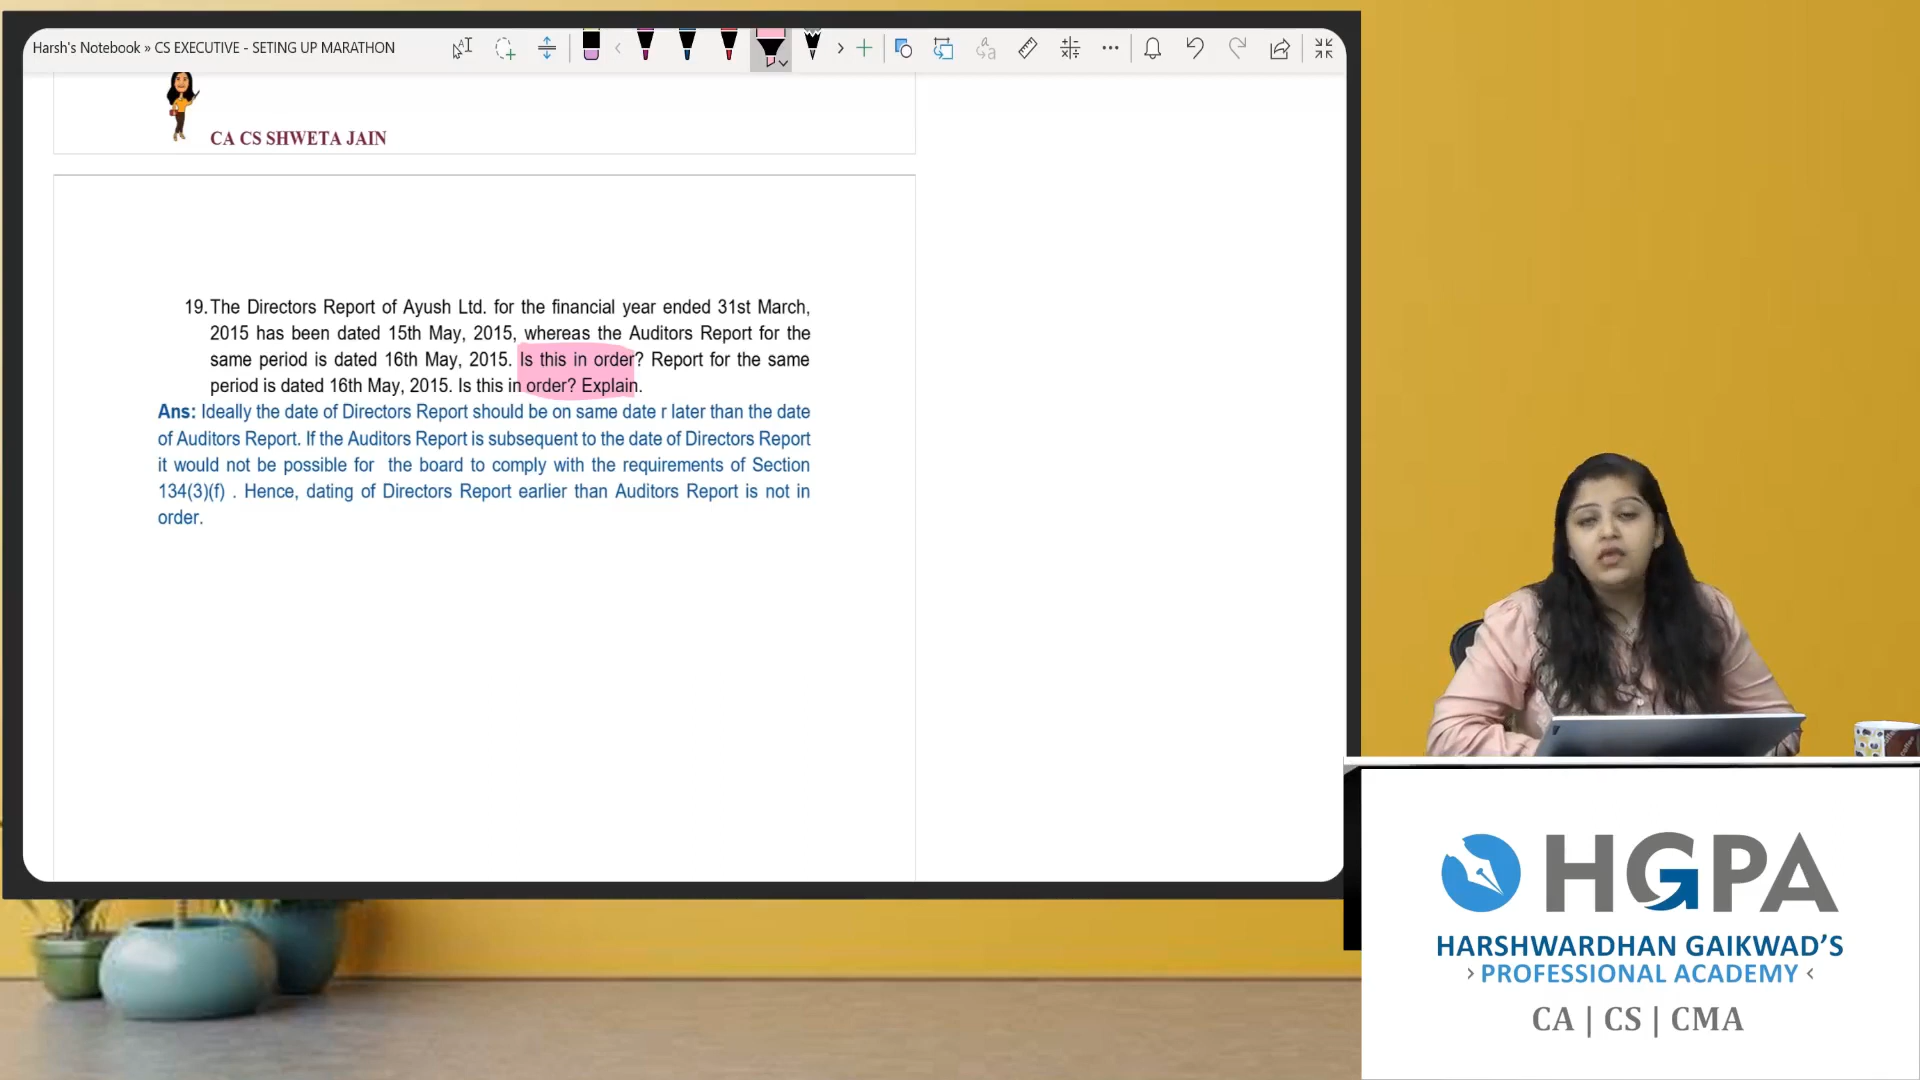 Harsh's Notebook » CS EXECUTIVE - SETING UP MARATHON
CA CS SHWETA JAIN
19. The Directors Report of Ayush Ltd. for the financial year ended 31st March,
2015 has been dated 15th May, 2015, whereas the Auditors Report for the
same period is dated 16th May, 2015. Is this in order? Report for the same
period is dated 16th May, 2015. Is this in order? Explain.
Ans: Ideally the date of Directors Report should be on same date r later than the date
of Auditors Report. If the Auditors Report is subsequent to the date of Directors Report
it would not be possible for the board to comply with the requirements of Section
134(3)(f) . Hence, dating of Directors Report earlier than Auditors Report is not in
order.
HGPA
HARSHWARDHAN GAIKWAD'S
› PROFESSIONAL ACADEMY ‹
CA | CS | CMA